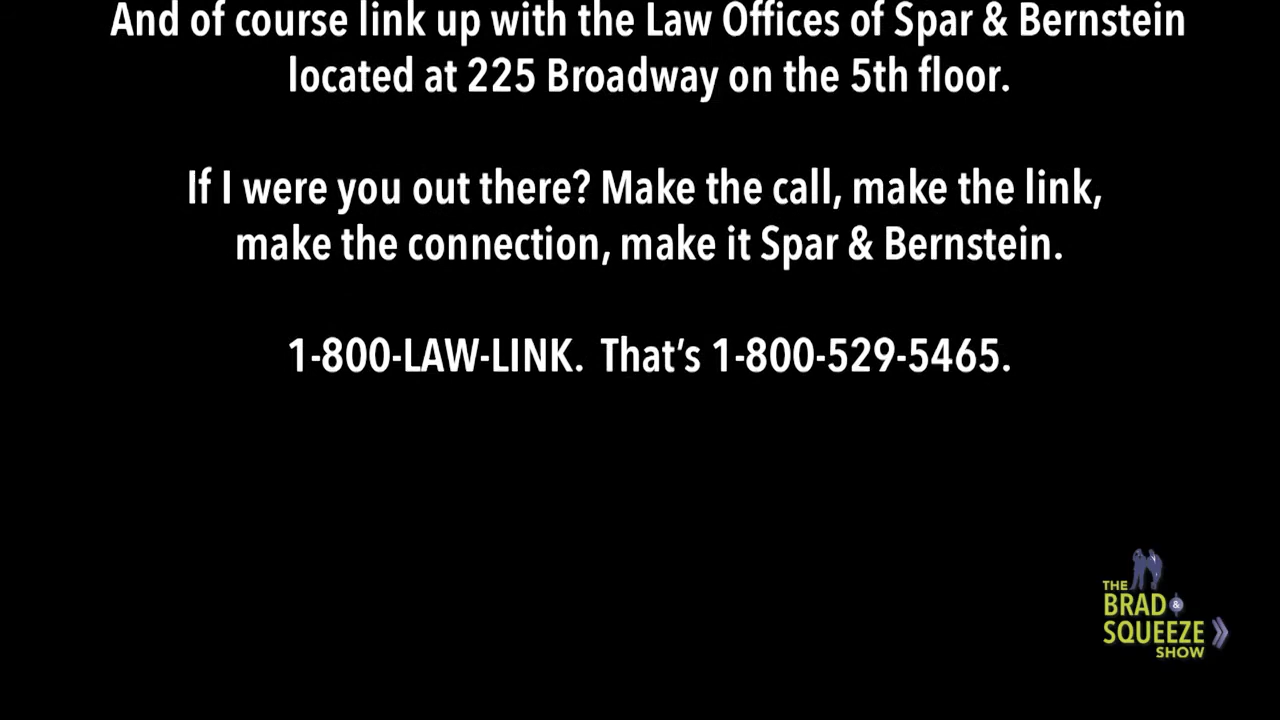 And of course link up with the Law Offices of Spar & Bernstein
located at 225 Broadway on the 5th floor.
If I were you out there? Make the call, make the link,
make the connection, make it Spar & Bernstein.
1-800-LAW-LINK. That’s 1-800-529-5465.
THE
BRAD &
SQUEEZE
SHOW